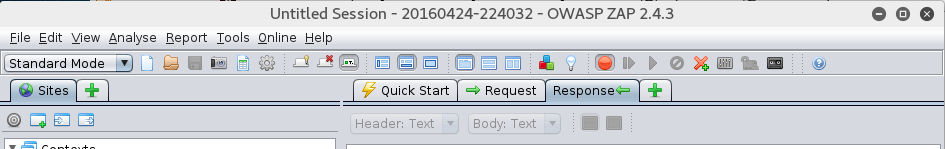 Untitled Session - 20160424-224032 - OWASP ZAP 2.4.3
File Edit View Analyse Report Tools Online Help
Standard Mode
Sites Quick Start Request Response
Header: Text Body: Text
Contexts